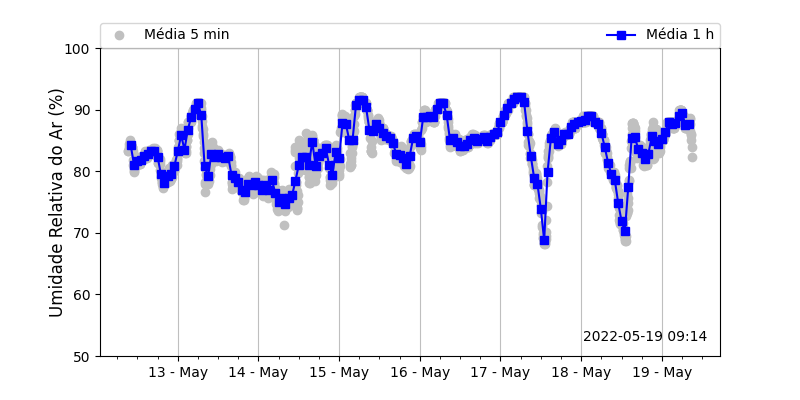 Média 5 min
Média 1 h
Umidade Relativa do Ar (%)
100
90
80
70
60
50
2022-05-19 09:14
13 - May
14 - May
15 - May
16 - May
17 - May
18 - May
19 - May